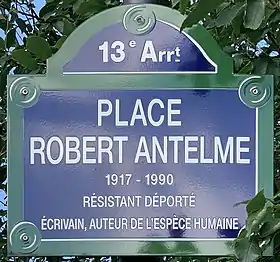 13e Arrt
PLACE
ROBERT ANTELME
1917 - 1990
RÉSISTANT DÉPORTÉ
ÉCRIVAIN, AUTEUR DE L'ESPÈCE HUMAINE